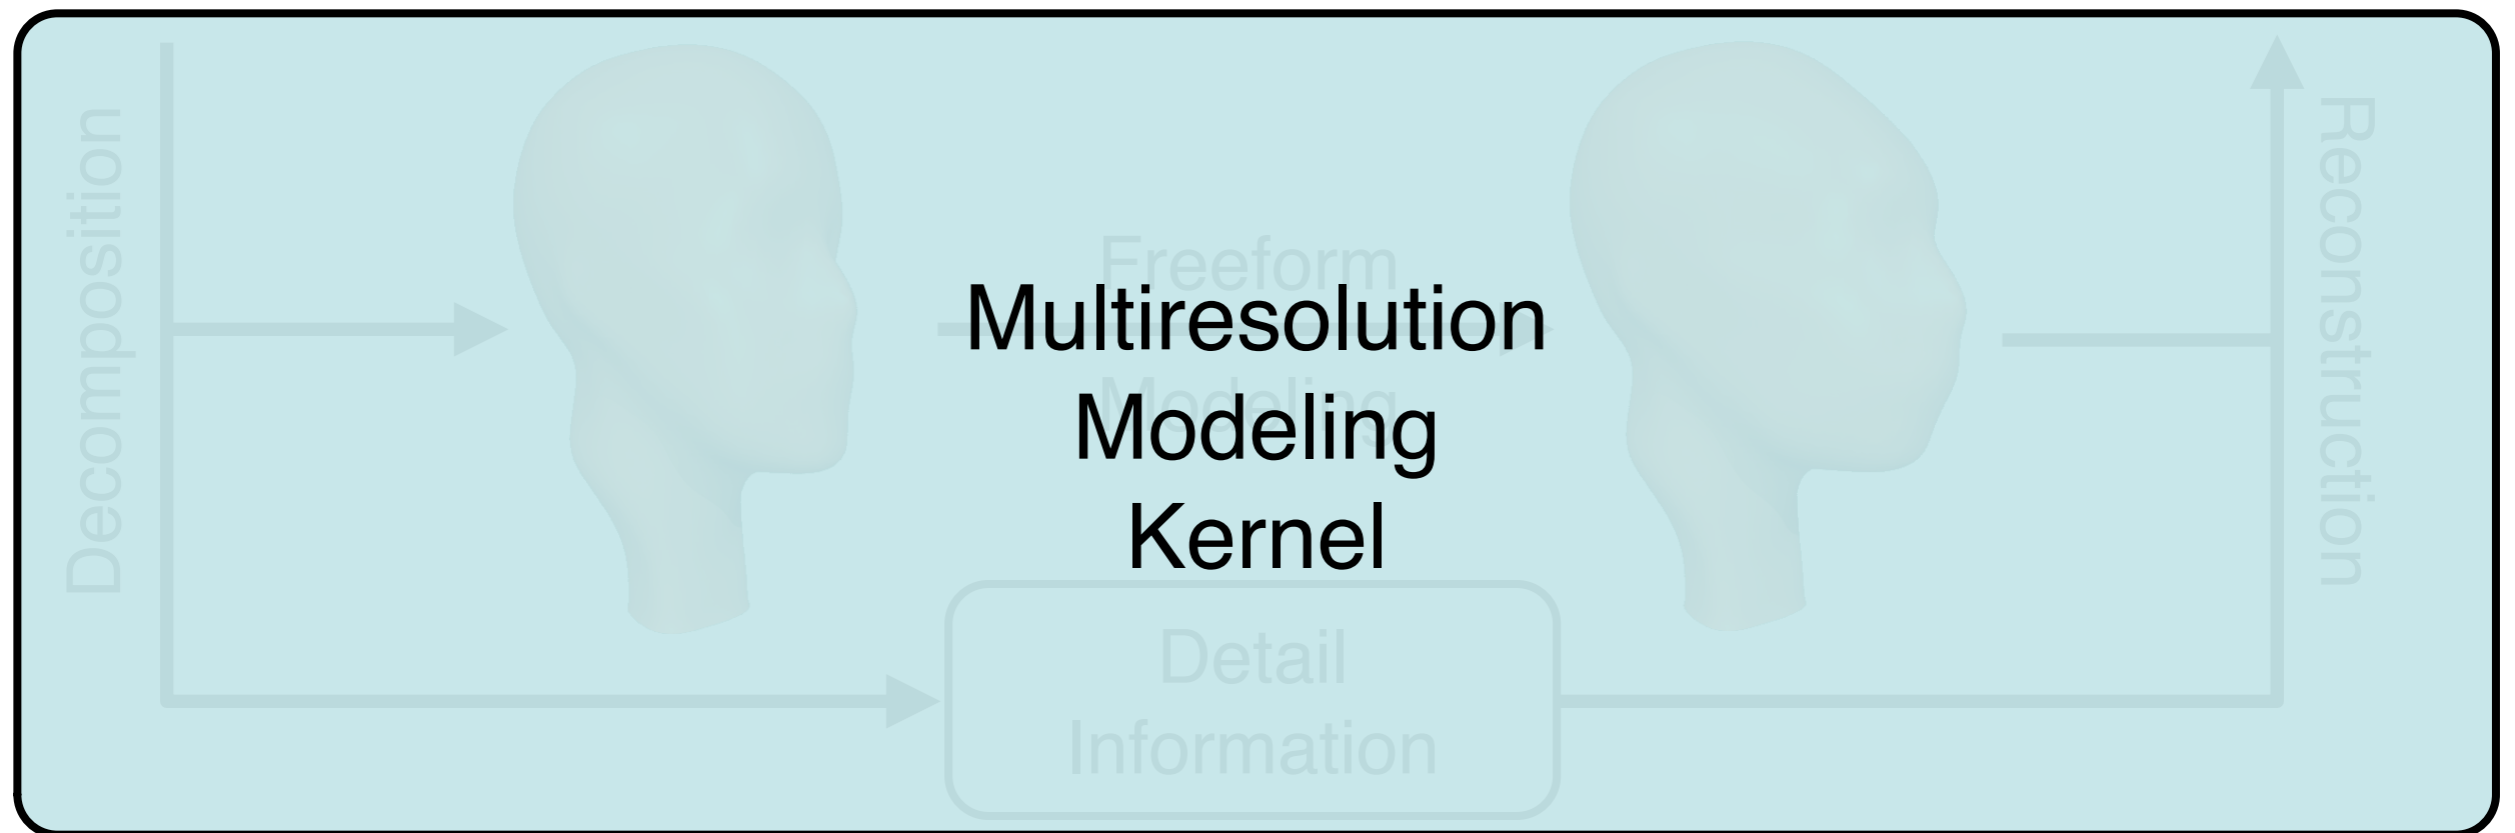 Decomposition
Freeform
Modeling
Multiresolution
Modeling
Kernel
Detail
Information
Reconstruction